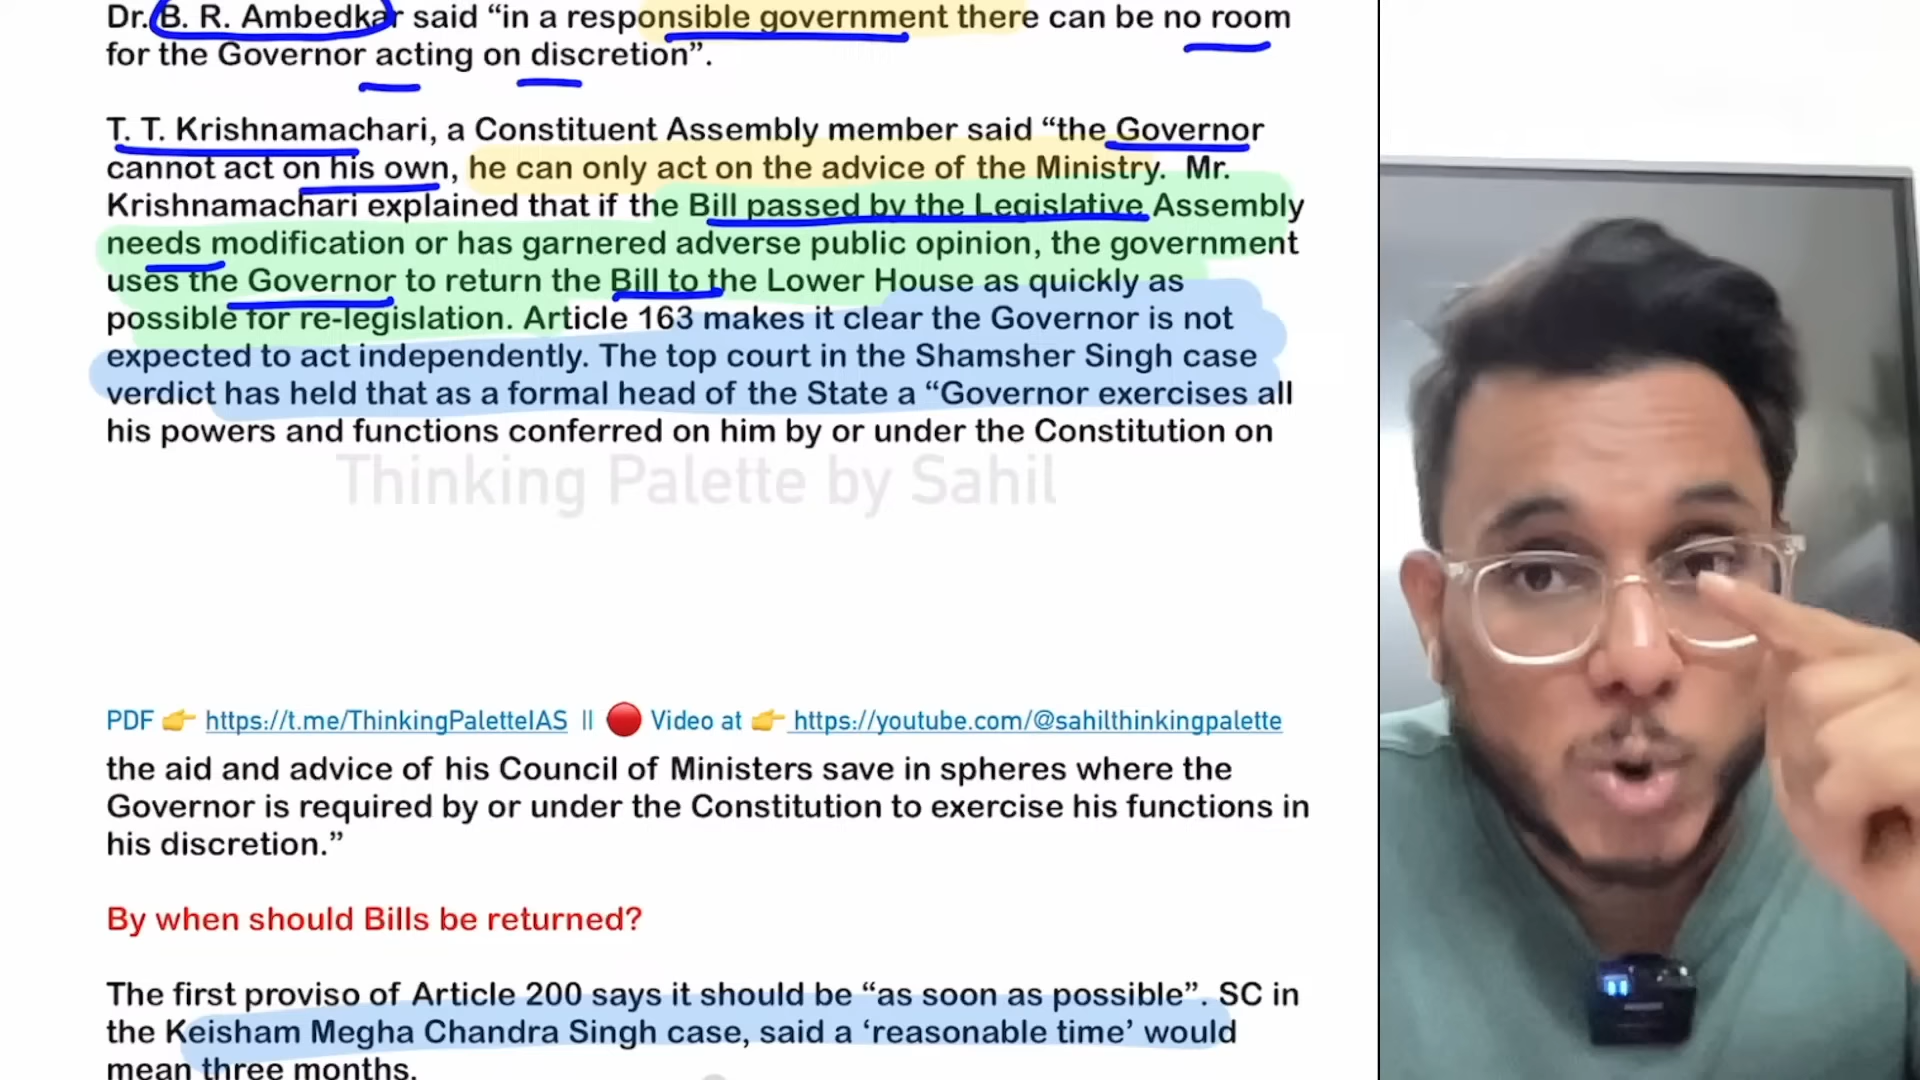 Dr. B. R. Ambedkar said “in a responsible government there can be no room
for the Governor acting on discretion”.
T. T. Krishnamachari, a Constituent Assembly member said “the Governor
cannot act on his own, he can only act on the advice of the Ministry. Mr.
Krishnamachari explained that if the Bill passed by the Legislative Assembly
needs modification or has garnered adverse public opinion, the government
uses the Governor to return the Bill to the Lower House as quickly as
possible for re-legislation. Article 163 makes it clear the Governor is not
expected to act independently. The top court in the Shamsher Singh case
verdict has held that as a formal head of the State a “Governor exercises all
his powers and functions conferred on him by or under the Constitution on
Thinking Palette by Sahil
PDF 👉 https://t.me/ThinkingPaletteIAS || 🔴 Video at 👉 https://youtube.com/@sahilthinkingpalette
the aid and advice of his Council of Ministers save in spheres where the
Governor is required by or under the Constitution to exercise his functions in
his discretion.”
By when should Bills be returned?
The first proviso of Article 200 says it should be “as soon as possible”. SC in
the Keisham Megha Chandra Singh case, said a ‘reasonable time’ would
mean three months.